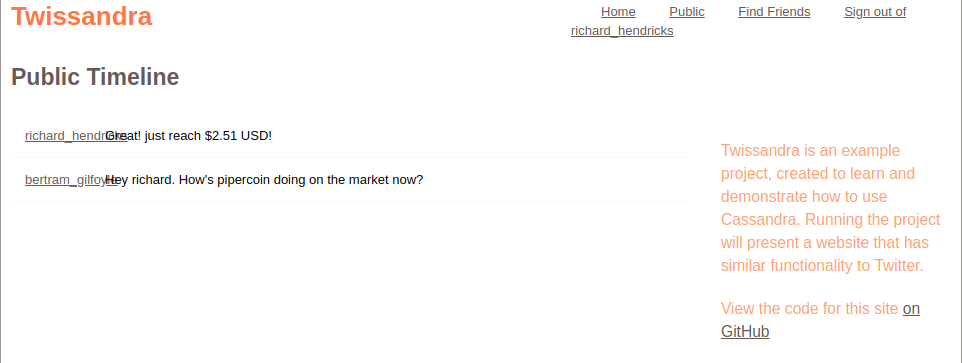 Twissandra
Home Public Find Friends Sign out of
richard_hendricks
Public Timeline
richard_hendricks Great! just reach $2.51 USD!
bertram_gilfoyle Hey richard. How's pipercoin doing on the market now?
Twissandra is an example
project, created to learn and
demonstrate how to use
Cassandra. Running the project
will present a website that has
similar functionality to Twitter.
View the code for this site on
GitHub